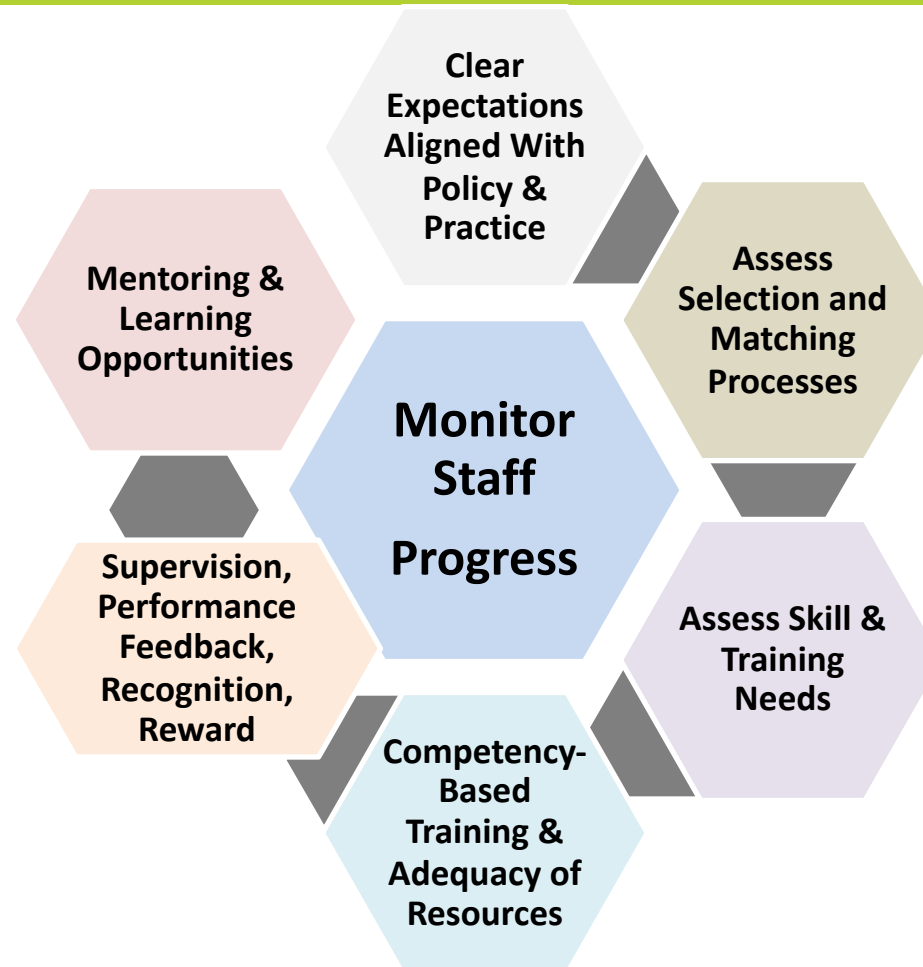 Clear
Expectations
Aligned With
Policy &
Practice
Assess
Selection and
Matching
Processes
Assess Skill &
Training
Needs
Competency-
Based
Training &
Adequacy of
Resources
Supervision,
Performance
Feedback,
Recognition,
Reward
Mentoring &
Learning
Opportunities
Monitor
Staff
Progress